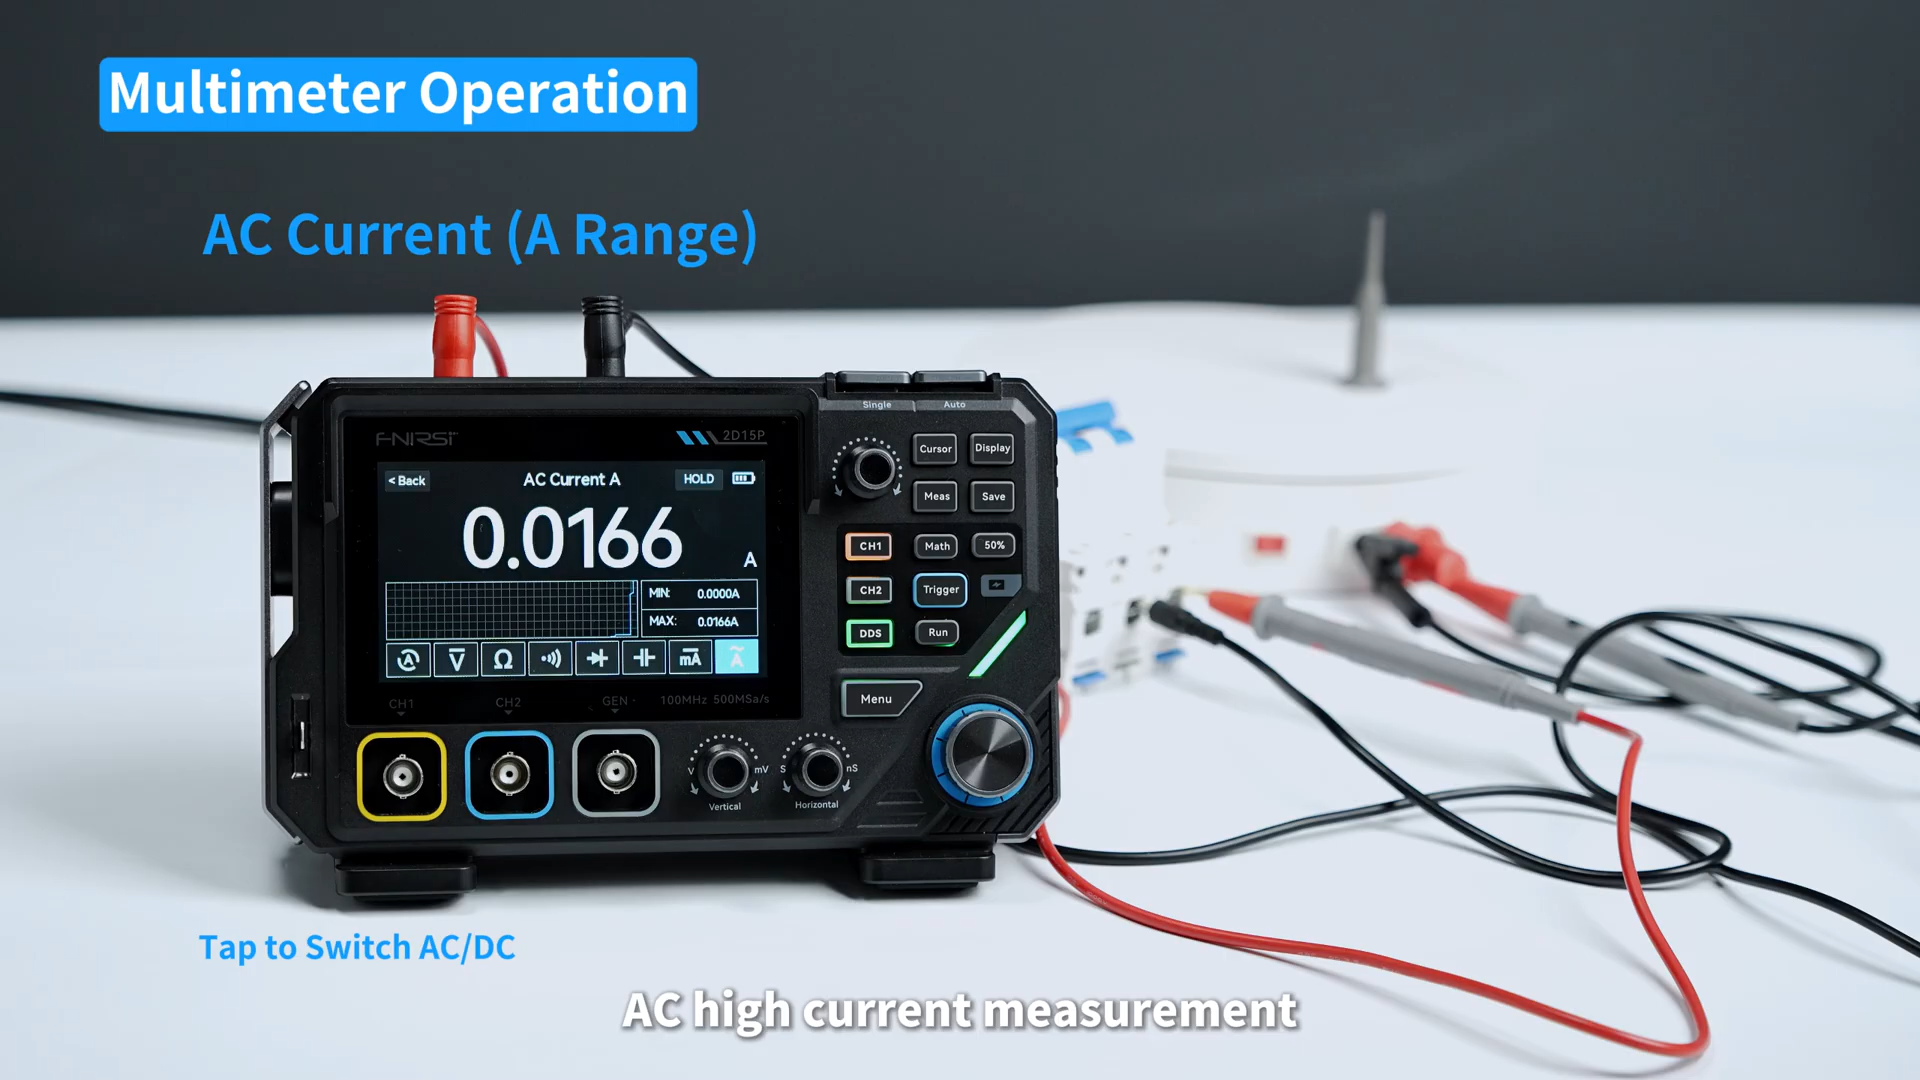 Multimeter Operation
AC Current (A Range)
Single Auto
FNIRSI
2D15P
< Back AC Current A HOLD
0.0166 A
MIN: 0.0000A
MAX: 0.0166A
A V Ω mA A
Cursor Display
Meas Save
CH1 Math 50%
CH2 Trigger
DDS Run
Menu
CH1 CH2 GEN 100MHz 500MSa/s
V mV S nS
Vertical Horizontal
Tap to Switch AC/DC
AC high current measurement